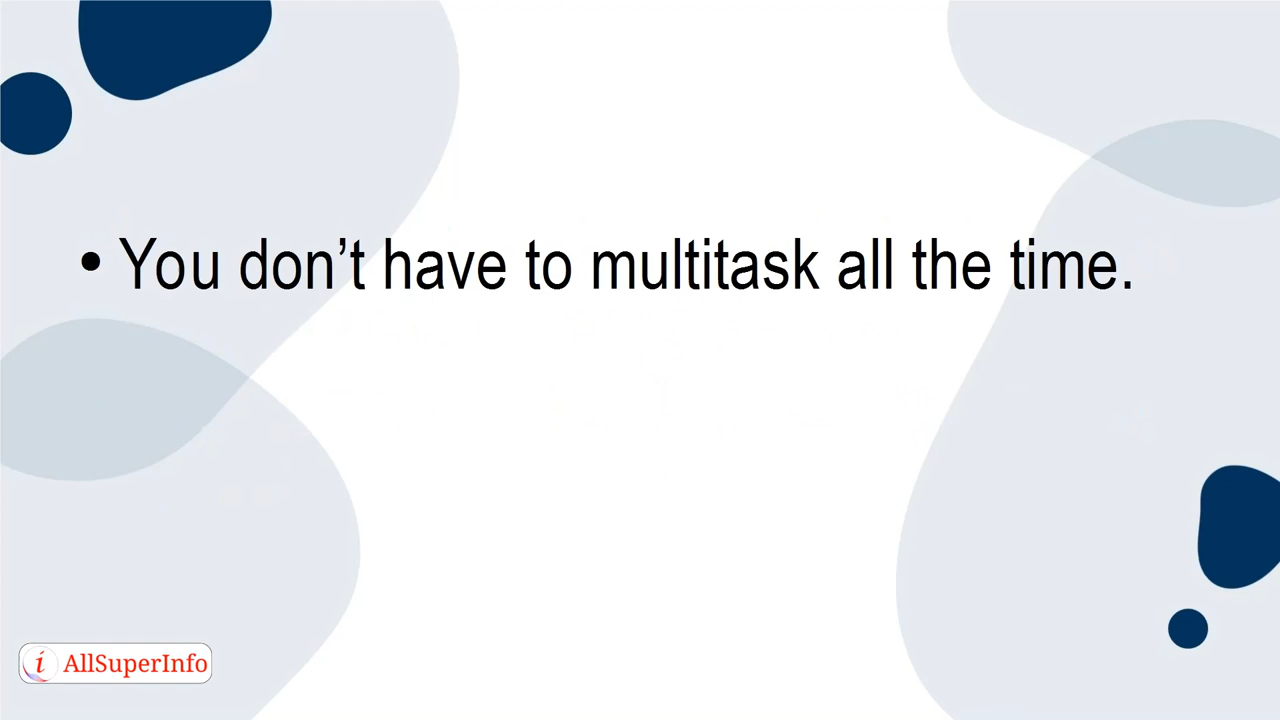 • You don’t have to multitask all the time.
i AllSuperInfo